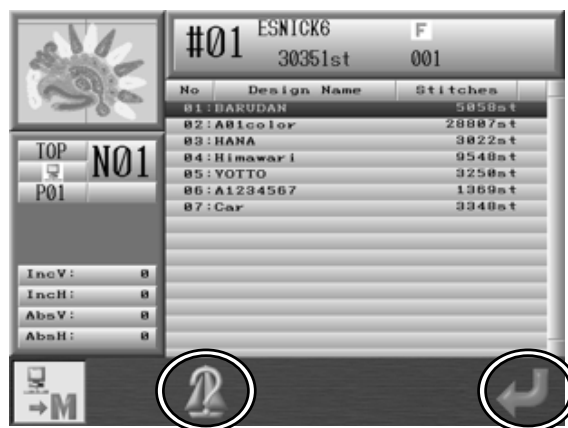 #01 ESNICK6 F
30351st 001
No Design Name Stitches
01:BARUDAN 5058st
02:A01color 28807st
03:HANA 3022st
04:Himawari 9548st
05:YOTTO 3250st
06:A1234567 1369st
07:Car 3348st
TOP
N01
P01
IncV: 0
IncH: 0
AbsV: 0
AbsH: 0
→M